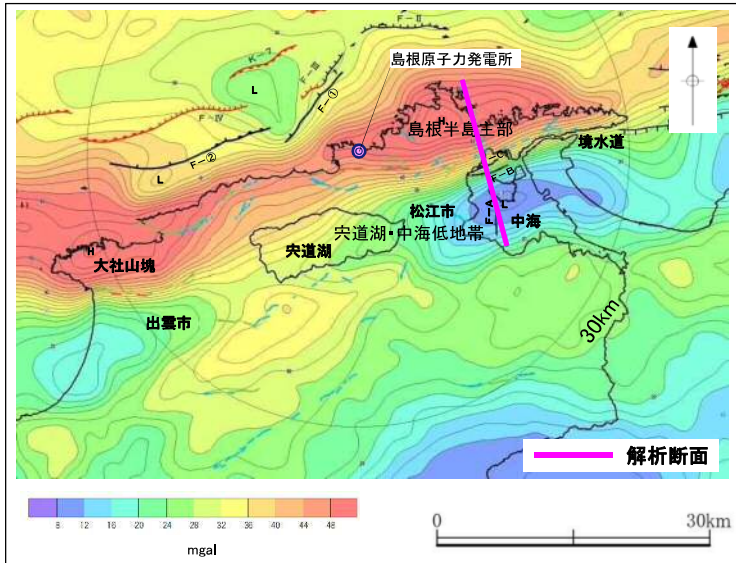 F-Ⅱ
K-7
F-Ⅲ
島根原子力発電所
L
F-①
F-Ⅳ
H
島根半島主部
境水道
F-②
F-B
L
松江市
F-A
L
中海
宍道湖・中海低地帯
H
宍道湖
大社山塊
出雲市
30km
解析断面
8 12 16 20 24 28 32 36 40 44 48
mgal
0 30km